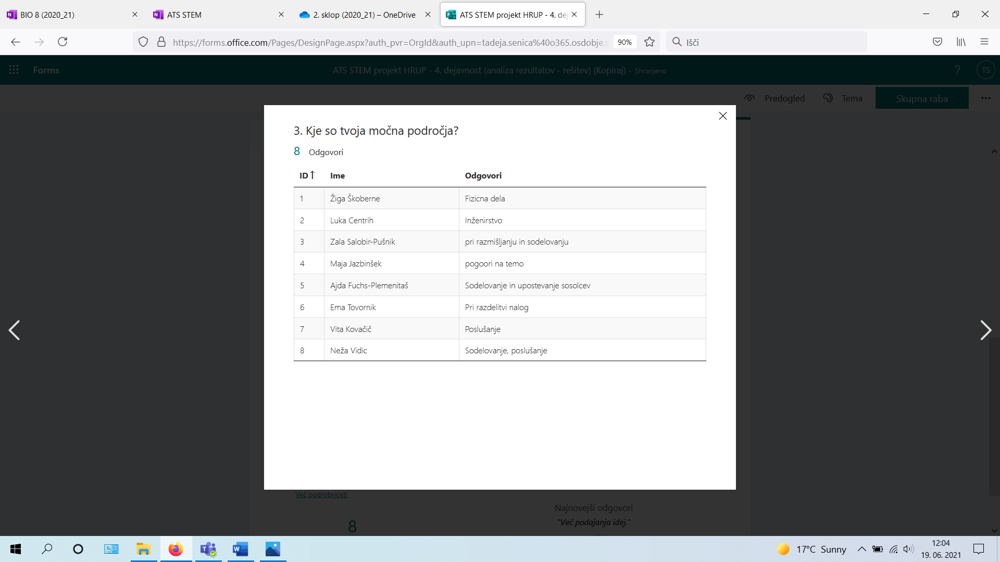 BIO 8 (2020_21)
ATS STEM
2. sklop (2020_21) – OneDrive
ATS STEM projekt HRUP - 4. dej
https://forms.office.com/Pages/DesignPage.aspx?auth_pvr=OrgId&auth_upn=tadeja.senica%40o365.osdobje.s
90%
Išči
Forms
ATS STEM projekt HRUP - 4. dejavnost (analiza rezultatov - rešitev) (Kopiraj) - Shranjeno
?
TS
Predogled
Tema
Skupna raba
3. Kje so tvoja močna področja?
8 Odgovori
ID↑ Ime Odgovori
1 Žiga Škoberne Fizicna dela
2 Luka Centrih Inženirstvo
3 Zala Salobir-Pušnik pri razmišljanju in sodelovanju
4 Maja Jazbinšek pogoori na temo
5 Ajda Fuchs-Plemenitaš Sodelovanje in upostevanje sosolcev
6 Ema Tovornik Pri razdelitvi nalog
7 Vita Kovačič Poslušanje
8 Neža Vidic Sodelovanje, poslušanje
Več podrobnosti
8
Najnovejši odgovori
"Več podajanja idej."
17°C Sunny
12:04
19. 06. 2021